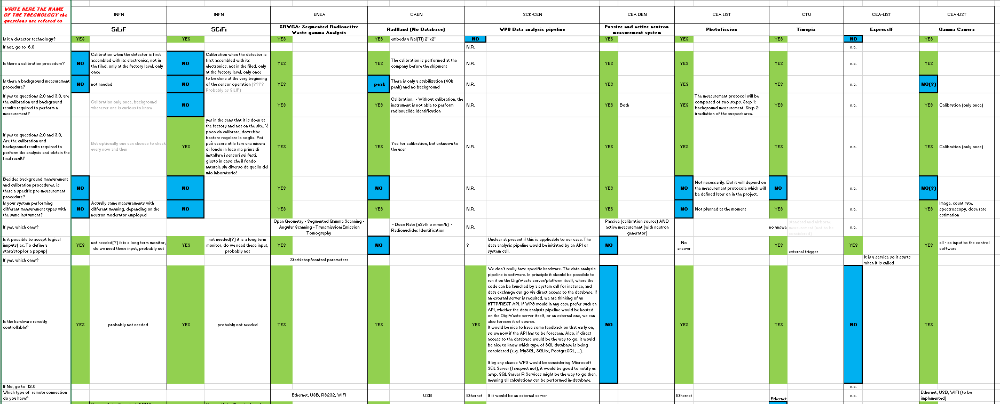 WRITE HERE THE NAME
OF THE THECNOLOGY the
questions are refered to
INFN
INFN
ENEA
CAEN
SCK-CEN
CEA DEN
CEA LIST
CTU
CEA-LIST
CEA-LIST
SiLiF
SCiFi
SRWGA: Segmented Radioactive
Waste gamma Analysis
RadHand (No Database)
WP8 Data analysis pipeline
Passive and active neutron
measurement system
Photofission
Timepix
Expressif
Gamma Camera
Is it a detector technology?
YES
YES
YES
YES
embeds a NaI(Tl) 2"x2"
NO
YES
YES
YES
NO
YES
If not, go to 6.0
N.R.
n.a.
Is there a calibration procedure?
NO
Calibration when the detector is first
assembled with its electronics, not in
the filed, only at the factory level, only
once
NO
Calibration when the detector is
first assembled with its
electronics, not in the filed, only
at the factory level, only once
YES
YES
The calibration is performed at the
company before the shipment
N.R.
YES
YES
YES
n.a.
YES
Is there a background measurement
procedure?
NO
not needed
NO
to be done at the very beginning
of the sensor operation (????
Probably as SILIF)
YES
peak
There is only a stabilization (40k
peak) and no background
N.R.
YES
YES
YES
n.a.
NO(?)
If yes to questions 2.0 and 3.0, are
the calibration and background
results required to perform a
measurement?
Calibration only once, background
whenever one is curious to know
NO
YES
YES
Calibration, - Without calibration, the
instrument is not able to perform
radionuclide identification
N.R.
YES
Both
YES
The measurement protocol will be
composed of two steps. Step 1:
background measurement. Step 2:
irradiation of the suspect area.
YES
n.a.
YES
Calibration (only once)
If yes to questions 2.0 and 3.0,
Are the calibration and
background results required to
perform the analysis and obtain the
final result?
But optionally one can choose to check
every now and then
YES
yes in the sens that it is doen at
the factory and not on the site. 'è
poco da calibrare, dovrebbe
bastare regolare la soglia. Poi
può essere utile fare una misura
di fondo in loco ma prima di
installare i sensori sui fusti,
giusto in caso che il fondo
naturale sia diverso da quello del
mio laboratorio!
YES
YES
Yes for calibration, but unknown to
the user
N.R.
YES
YES
YES
n.a.
YES
Calibration (only once)
Besides background measurement
and calibration procedures, is
there a specific pre-measurement
procedure?
NO
NO
YES
NO
N.R.
YES
NO
Not necessarily. But it will depend on
the measurement protocole which will
be defined later on in the project.
NO
n.a.
NO(?)
Is your system performing
different measurement types with
the same instrument?
NO
Actually same measurements with
different meaning, depending on the
neutron moderator employed
NO
YES
YES
N.R.
YES
NO
Not planned at the moment
YES
n.a.
YES
Image, count rate,
spectroscopy, dose rate
estimation
If yes, which ones?
Open Geometry - Segmented Gamma Scanning -
Angular Scanning - Transmission/Emission
Tomography
- Dose Rate (uSv/h o mrem/h) -
Radionuclides Identification
N.R.
Passive (calibration source) AND
active measurement (with neutron
generator)
no answe
standard and airborne
measurement (not to be
considered)
n.a.
Is it possible to accept logical
innputs( ex. To define a
start/stop/or a popup)
YES
not needed(?) it is a long term monitor,
do we need these input, probably not
YES
not needed(?) it is a long term
monitor, do we need these input,
probably not
YES
NO
?
Unclear at present if this is applicable to our case. The
data analysis pipeline would be initiated by an API or
system call.
NO
No
answer
YES
external trigger
YES
YES
all - as input to the control
software
If yes, which ones?
Start/stop/control parameters
It is a service so it starts
when it is called
Is the hardware remotly
controllable?
YES
probably not needed
YES
probably not needed
YES
YES
YES
We don't really have specific hardware. The data analysis
pipeline is software. In principle it should be possible to
run it on the DigiWaste server/platform itself, where the
code can be launched by a system call for instance, and
data exchange can go via direct access to the database. If
an external server is required, we are thinking of an
HTTP/REST API. If WP9 would in any case prefer such an
API, whether the data analysis pipeline would be hosted
on the DigiWaste server itself, or an external one, we can
also foresee it of course.
It would be nice to have some feedback on that early on,
so we now if the API has to be foreseen. Also, if direct
access to the database would be the way to go, it would
be nice to know which type of SQL database is being
considered (e.g. MySQL, SQLite, PostgreSQL, ...).
If by any chance WP9 would be considering Microsoft
SQL Server (I suspect not), it would be good to notify us
asap. SQL Server R Services might be the way to go then,
meaning all calculations can be performed in-database.
NO
YES
YES
NO
YES
If No, go to 12.0
n.a.
Which type of remote connection
do you have?
Ethernet, USB, RS232, WIFI
USB
Ethernet
If it would be an external server
Ethernet
Ethernet
n.a.
Ethernet, USB, WIFI (to be
implemented)